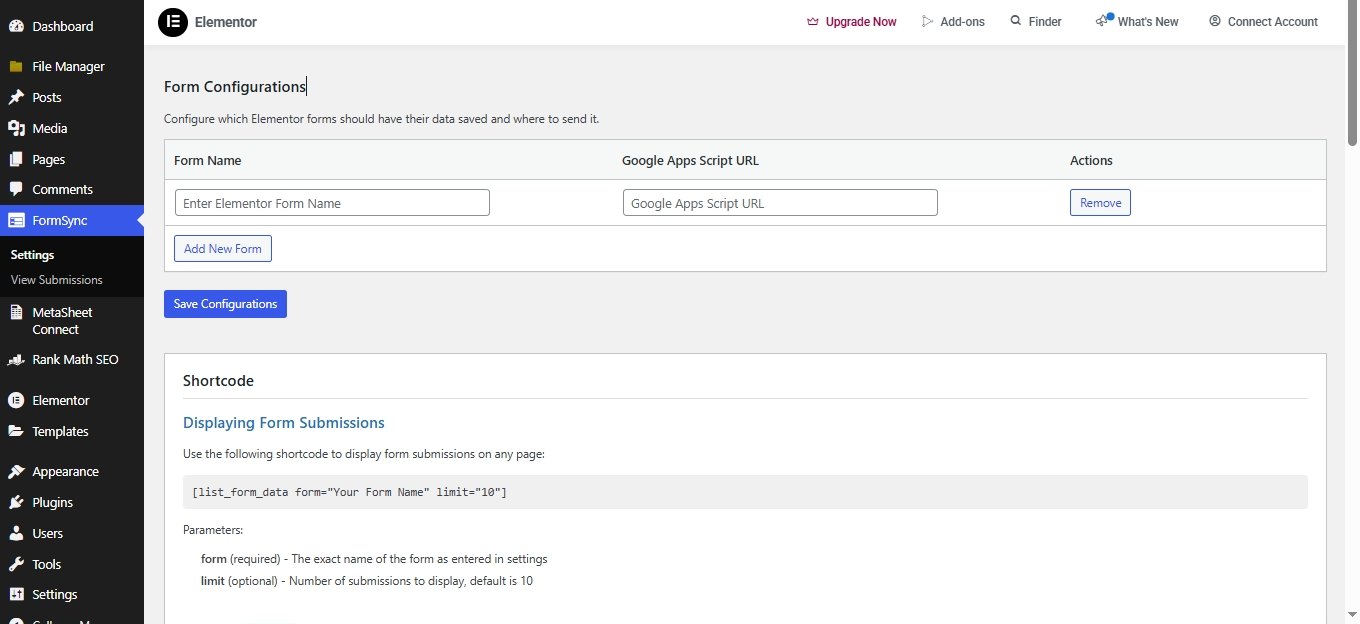 Dashboard
File Manager
Posts
Media
Pages
Comments
FormSync
Settings
View Submissions
MetaSheet
Connect
Rank Math SEO
Elementor
Templates
Appearance
Plugins
Users
Tools
Settings
Elementor
Upgrade Now
Add-ons
Finder
What's New
Connect Account
Form Configurations
Configure which Elementor forms should have their data saved and where to send it.
Form Name Google Apps Script URL Actions
Enter Elementor Form Name Google Apps Script URL Remove
Add New Form
Save Configurations
Shortcode
Displaying Form Submissions
Use the following shortcode to display form submissions on any page:
[list_form_data form="Your Form Name" limit="10"]
Parameters:
form (required) - The exact name of the form as entered in settings
limit (optional) - Number of submissions to display, default is 10